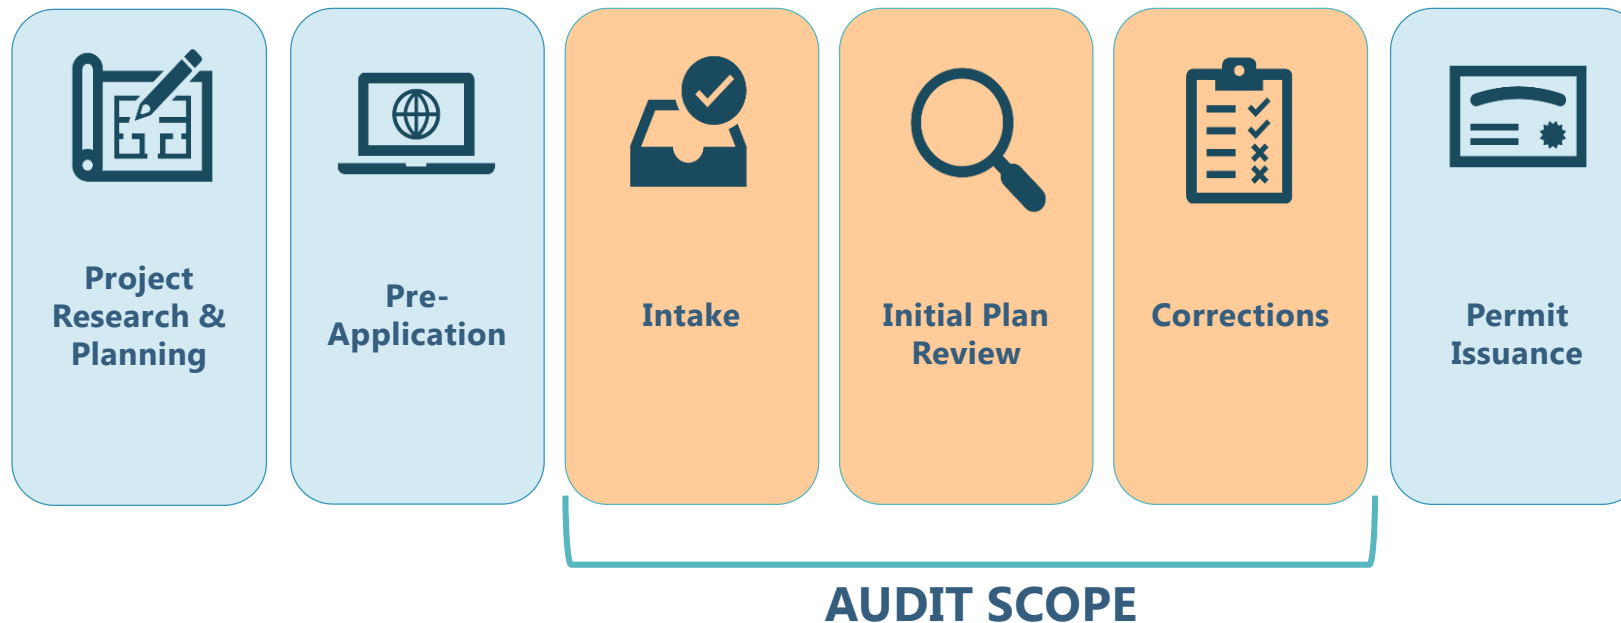 Project
Research &
Planning
Pre-
Application
Intake
Initial Plan
Review
Corrections
Permit
Issuance
AUDIT SCOPE